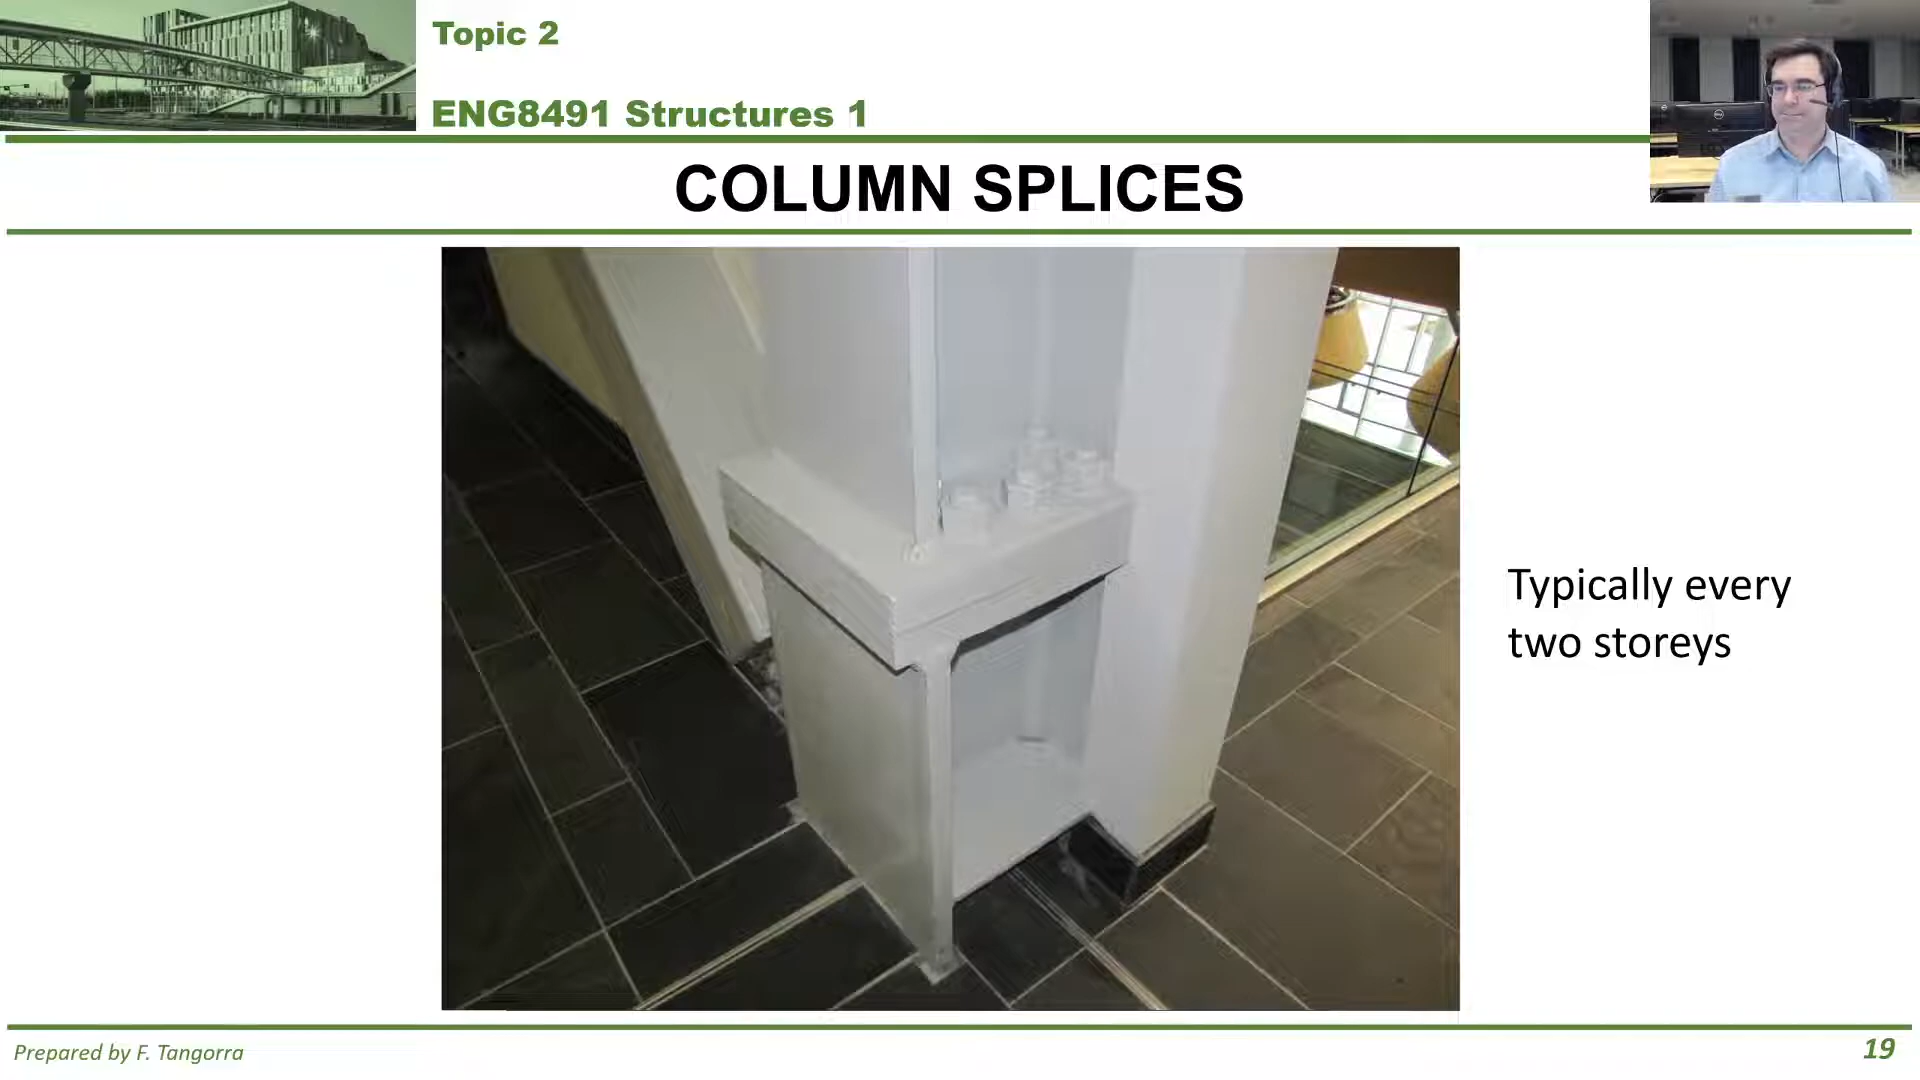 Topic 2
ENG8491 Structures 1
COLUMN SPLICES
Typically every
two storeys
Prepared by F. Tangorra
19